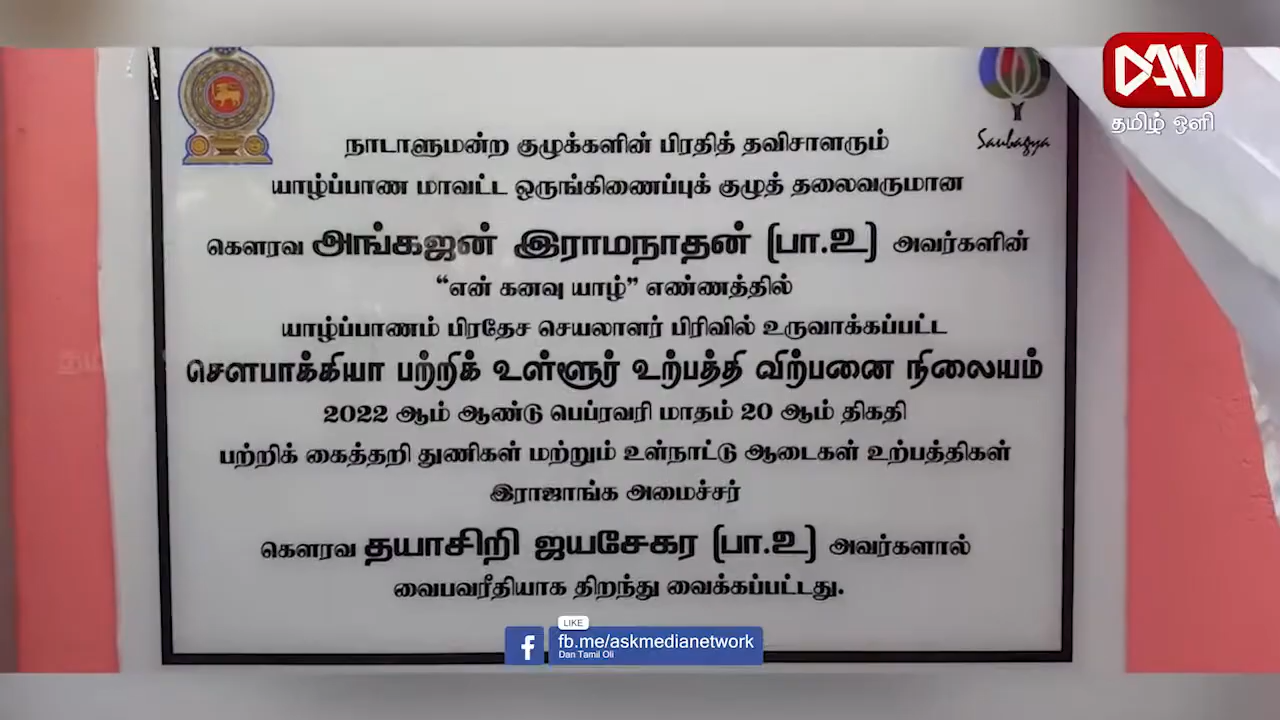 DAN
தமிழ் ஒளி
Saubagya
நாடாளுமன்ற குழுக்களின் பிரதித் தவிசாளரும்
யாழ்ப்பாண மாவட்ட ஒருங்கிணைப்புக் குழுத் தலைவருமான
கௌரவ அங்கஜன் இராமநாதன் (பா.உ) அவர்களின்
“என் கனவு யாழ்” எண்ணத்தில்
யாழ்ப்பாணம் பிரதேச செயலாளர் பிரிவில் உருவாக்கப்பட்ட
சௌபாக்கியா பற்றிக் உள்ளூர் உற்பத்தி விற்பனை நிலையம்
2022 ஆம் ஆண்டு பெப்ரவரி மாதம் 20 ஆம் திகதி
பற்றிக் கைத்தறி துணிகள் மற்றும் உள்நாட்டு ஆடைகள் உற்பத்திகள்
இராஜாங்க அமைச்சர்
கௌரவ தயாசிறி ஜயசேகர (பா.உ) அவர்களால்
வைபவரீதியாக திறந்து வைக்கப்பட்டது.
LIKE
fb.me/askmedianetwork
Dan Tamil Oli